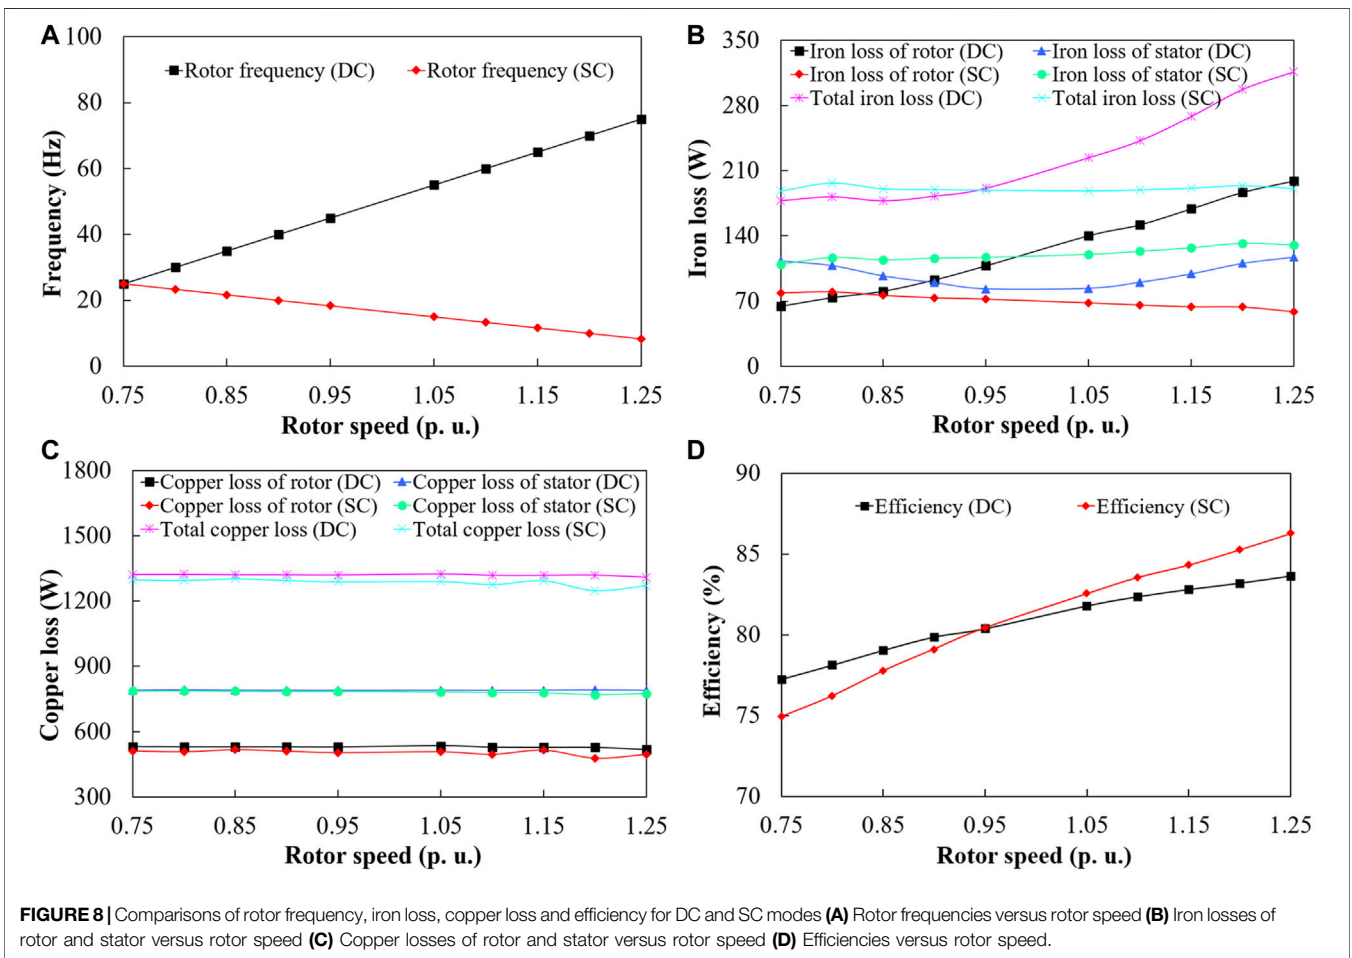 A
100
80
60
40
20
0
Frequency (Hz)
Rotor frequency (DC) Rotor frequency (SC)
0.75 0.85 0.95 1.05 1.15 1.25
Rotor speed (p. u.)
B
350
280
210
140
70
0
Iron loss (W)
Iron loss of rotor (DC) Iron loss of stator (DC)
Iron loss of rotor (SC) Iron loss of stator (SC)
Total iron loss (DC) Total iron loss (SC)
0.75 0.85 0.95 1.05 1.15 1.25
Rotor speed (p. u.)
C
1800
1500
1200
900
600
300
Copper loss (W)
Copper loss of rotor (DC) Copper loss of stator (DC)
Copper loss of rotor (SC) Copper loss of stator (SC)
Total copper loss (DC) Total copper loss (SC)
0.75 0.85 0.95 1.05 1.15 1.25
Rotor speed (p. u.)
D
90
85
80
75
70
Efficiency (%)
Efficiency (DC) Efficiency (SC)
0.75 0.85 0.95 1.05 1.15 1.25
Rotor speed (p. u.)
FIGURE 8 | Comparisons of rotor frequency, iron loss, copper loss and efficiency for DC and SC modes (A) Rotor frequencies versus rotor speed (B) Iron losses of
rotor and stator versus rotor speed (C) Copper losses of rotor and stator versus rotor speed (D) Efficiencies versus rotor speed.